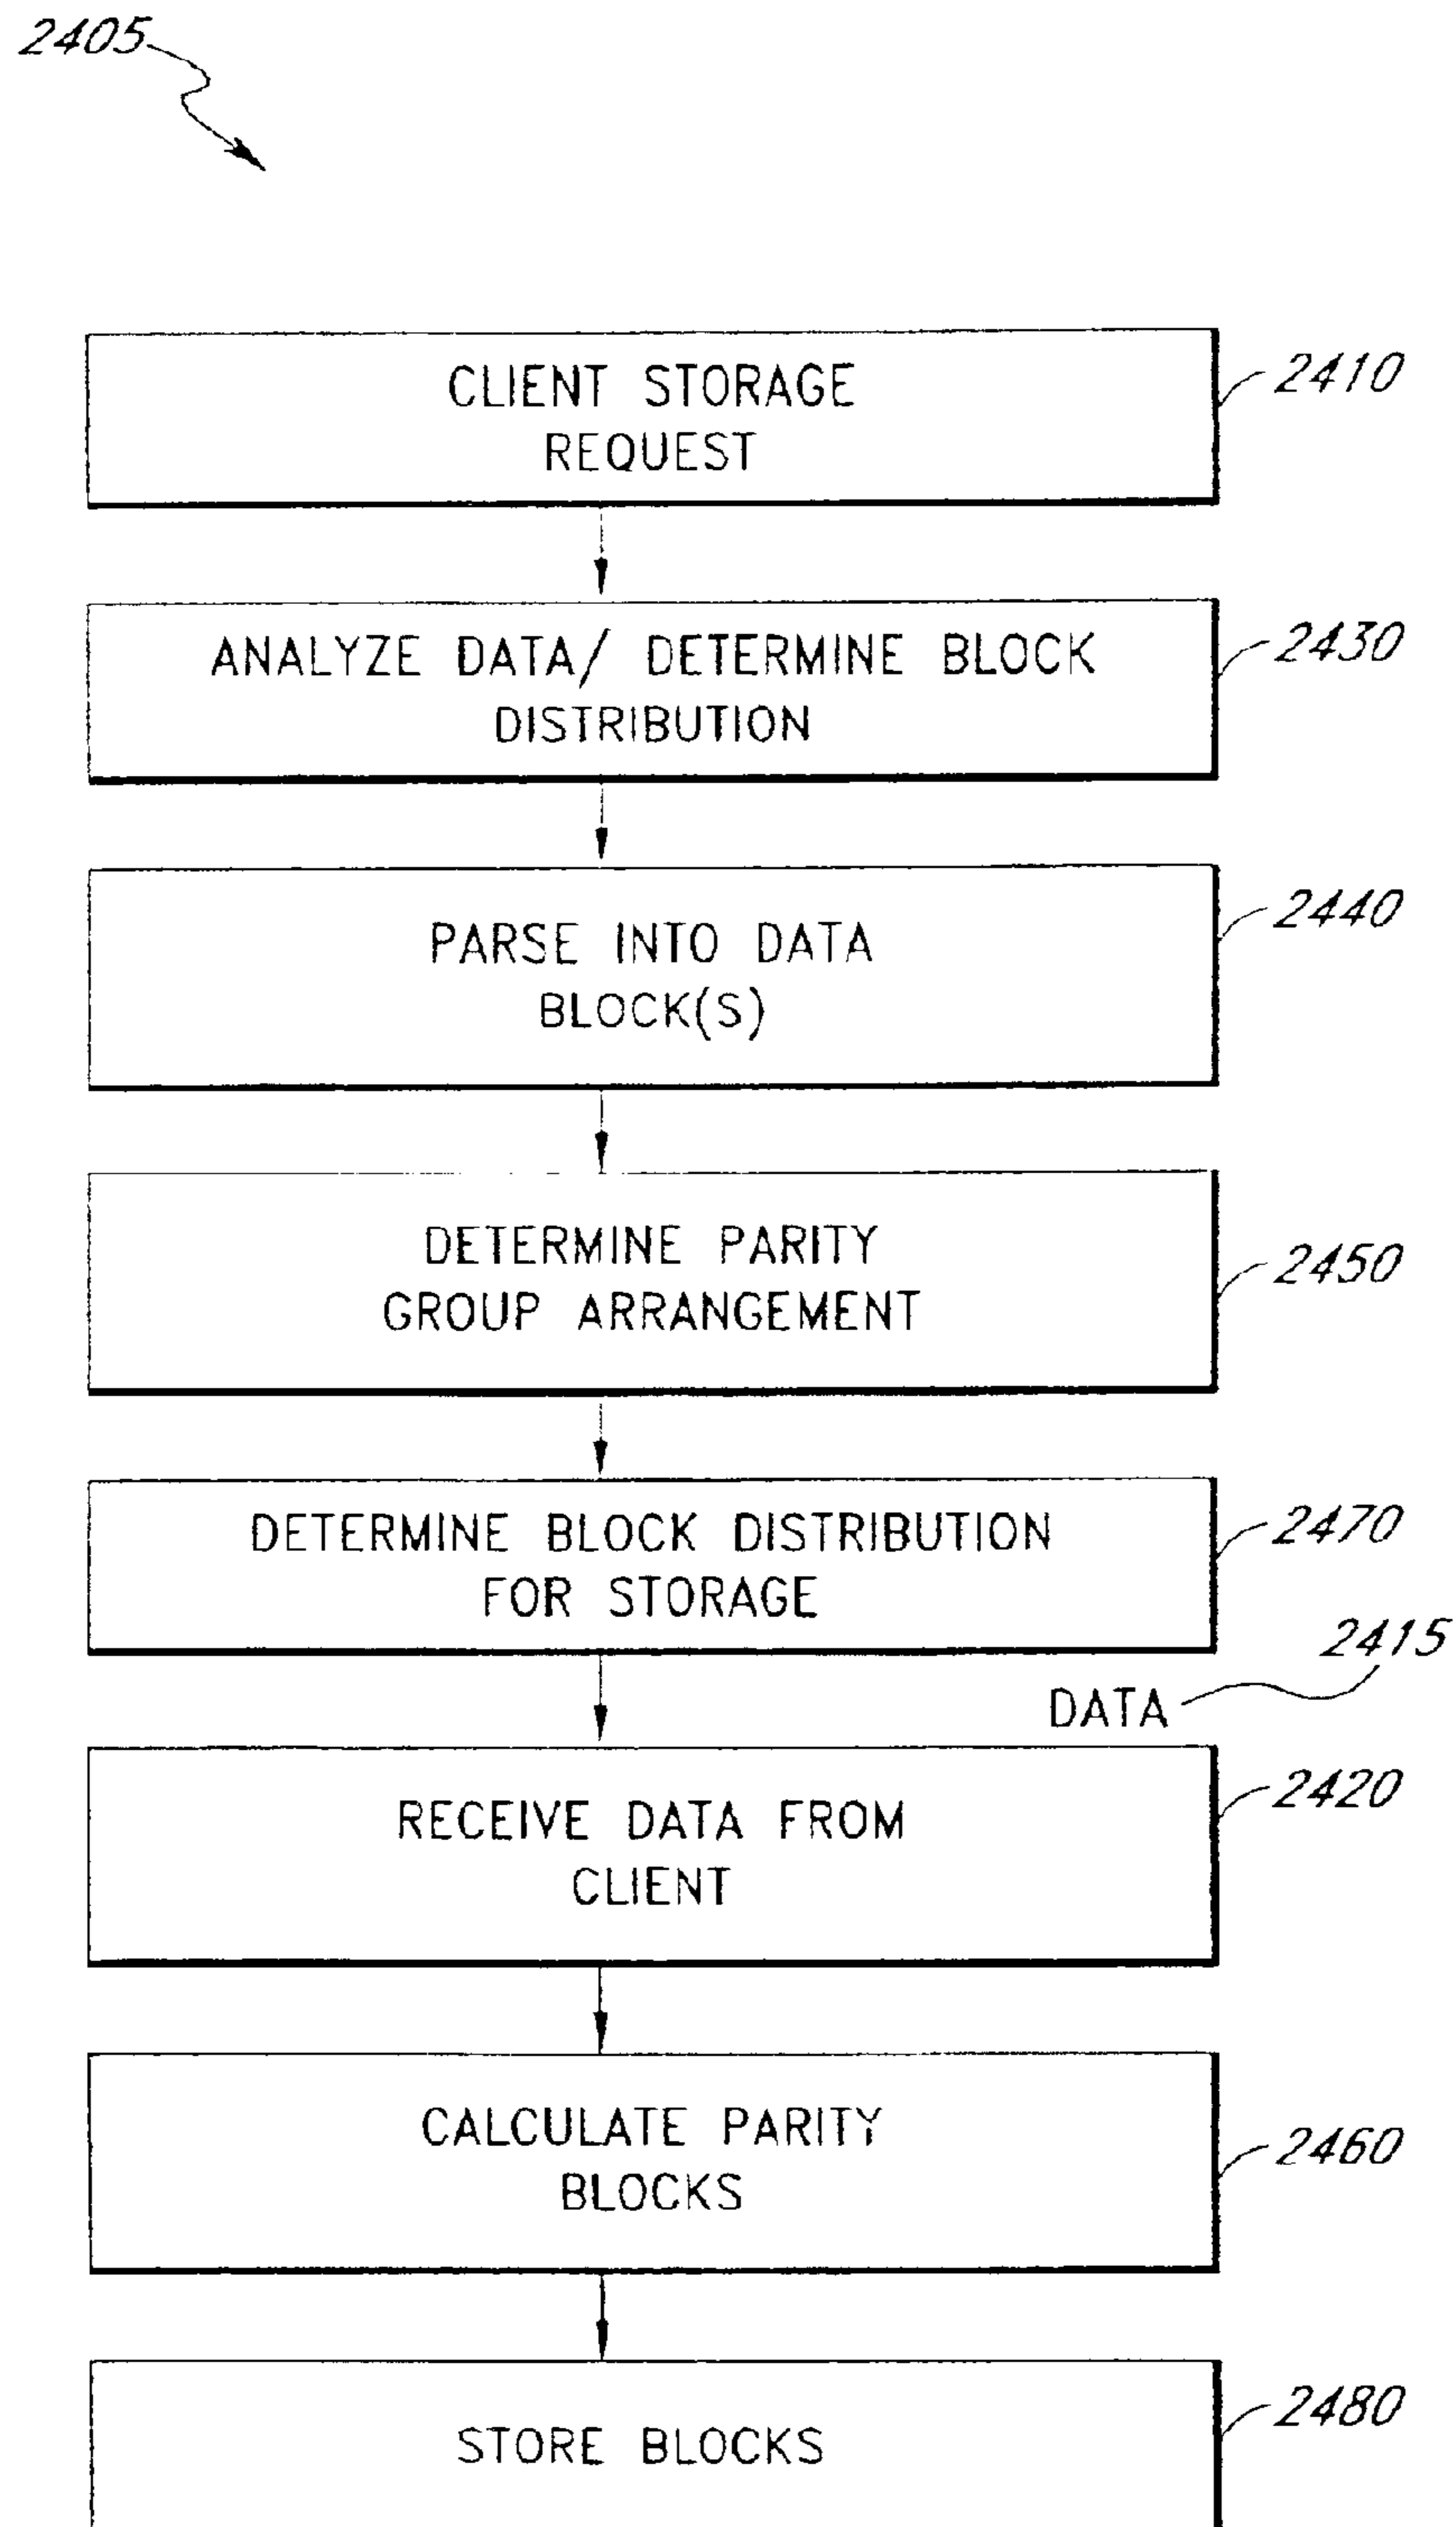 2405
CLIENT STORAGE
REQUEST
2410
ANALYZE DATA/ DETERMINE BLOCK
DISTRIBUTION
2430
PARSE INTO DATA
BLOCK(S)
2440
DETERMINE PARITY
GROUP ARRANGEMENT
2450
DETERMINE BLOCK DISTRIBUTION
FOR STORAGE
2470
2415
DATA
RECEIVE DATA FROM
CLIENT
2420
CALCULATE PARITY
BLOCKS
2460
STORE BLOCKS
2480